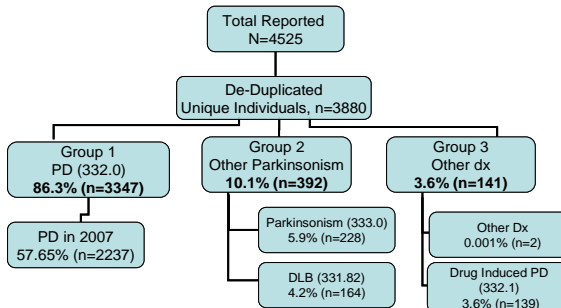 Total Reported
N=4525
De-Duplicated
Unique Individuals, n=3880
Group 1
PD (332.0)
86.3% (n=3347)
Group 2
Other Parkinsonism
10.1% (n=392)
Group 3
Other dx
3.6% (n=141)
PD in 2007
57.65% (n=2237)
Parkinsonism (333.0)
5.9% (n=228)
DLB (331.82)
4.2% (n=164)
Other Dx
0.001% (n=2)
Drug Induced PD
(332.1)
3.6% (n=139)